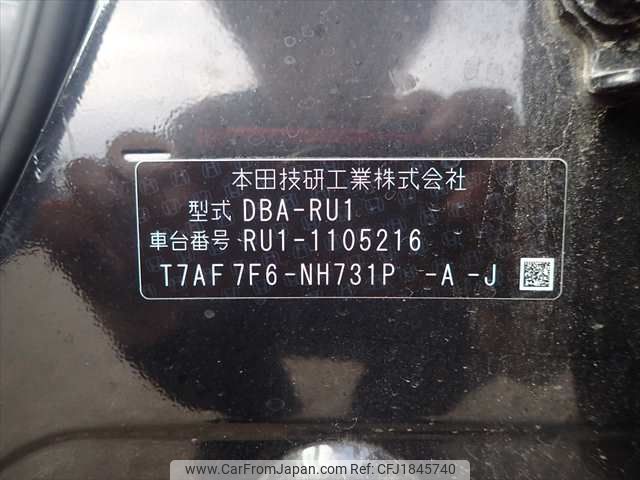 本田技研工業株式会社
型式 DBA-RU1
車台番号 RU1-1105216
T7AF 7F6-NH731P -A -J
www.CarFromJapan.com Ref No:CFJ1845740